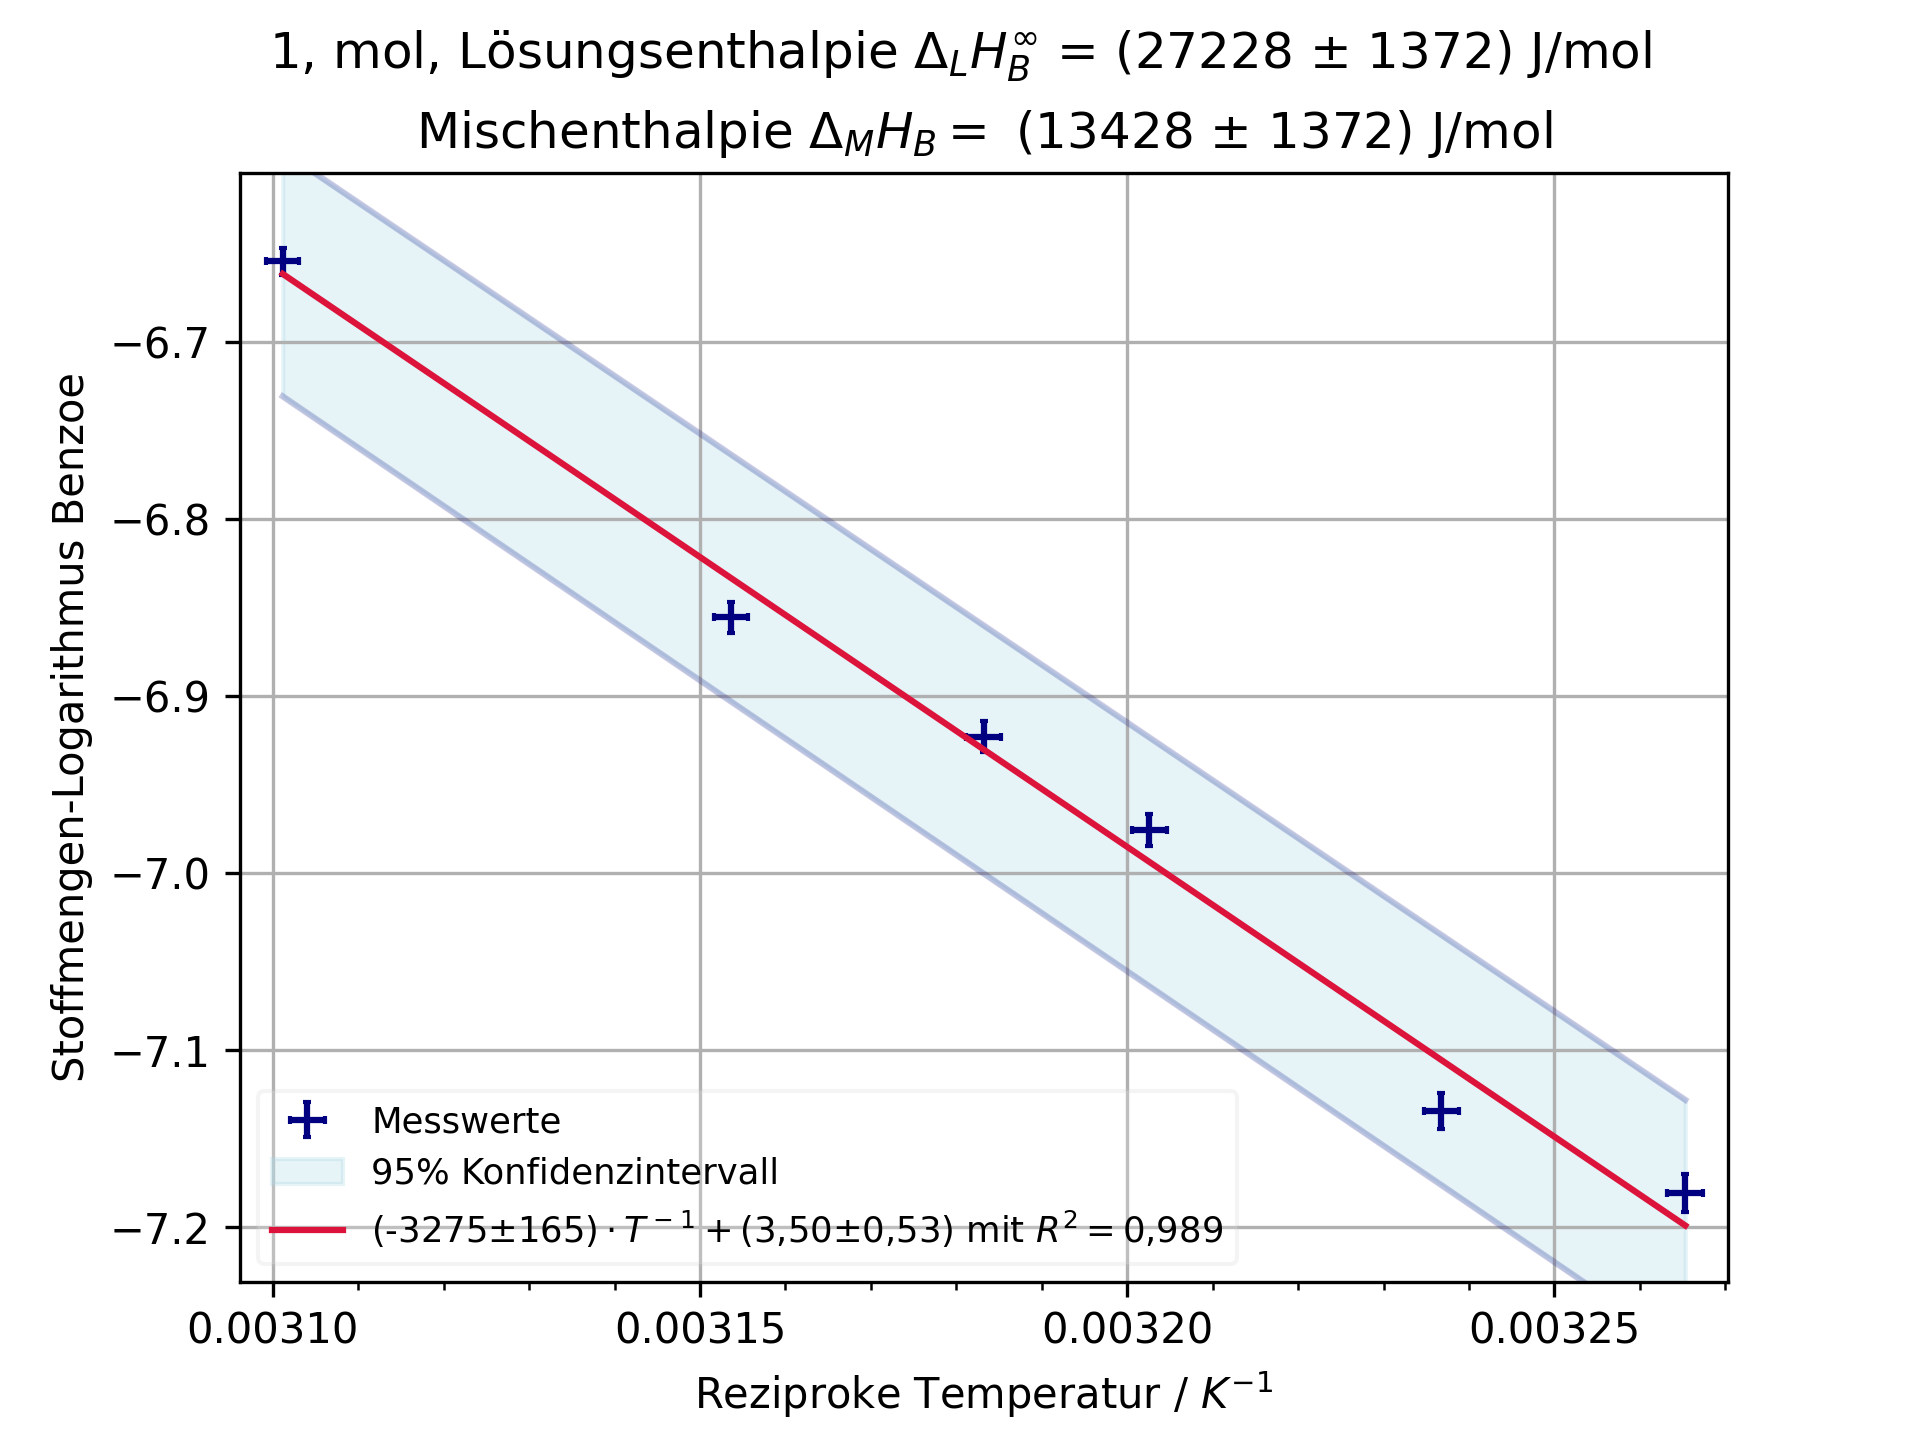 1, mol, Lösungsenthalpie Δ_L H_B^∞ = (27228 ± 1372) J/mol
Mischenthalpie Δ_M H_B = (13428 ± 1372) J/mol
Stoffmengen-Logarithmus Benzoe
−6.7
−6.8
−6.9
−7.0
−7.1
−7.2
Messwerte
95% Konfidenzintervall
(-3275±165) · T⁻¹ + (3,50±0,53) mit R² = 0,989
0.00310 0.00315 0.00320 0.00325
Reziproke Temperatur / K⁻¹